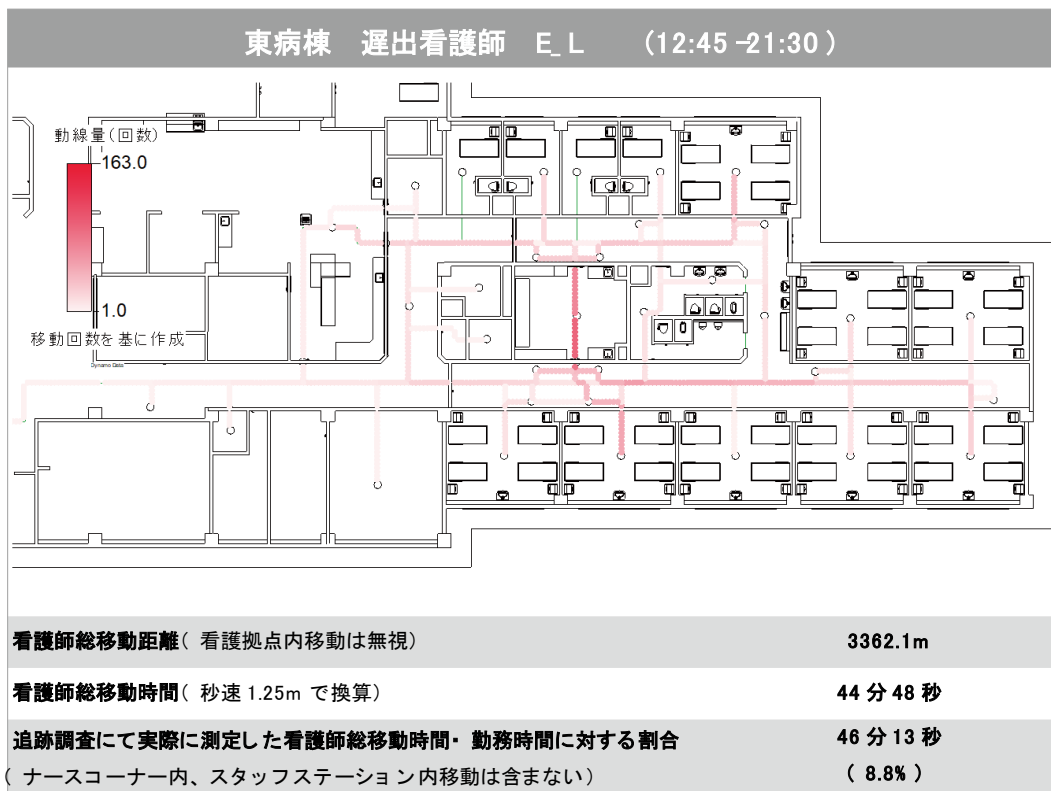 東病棟 遅出看護師 E_L (12:45-21:30)
動線量(回数)
163.0
1.0
移動回数を基に作成
Dynamo Data
看護師総移動距離( 看護拠点内移動は無視) 3362.1m
看護師総移動時間( 秒速 1.25m で換算) 44 分 48 秒
追跡調査にて実際に測定した看護師総移動時間・ 勤務時間に対する割合 46 分 13 秒
( ナースコーナー内、スタッフステーション内移動は含まない) ( 8.8% )